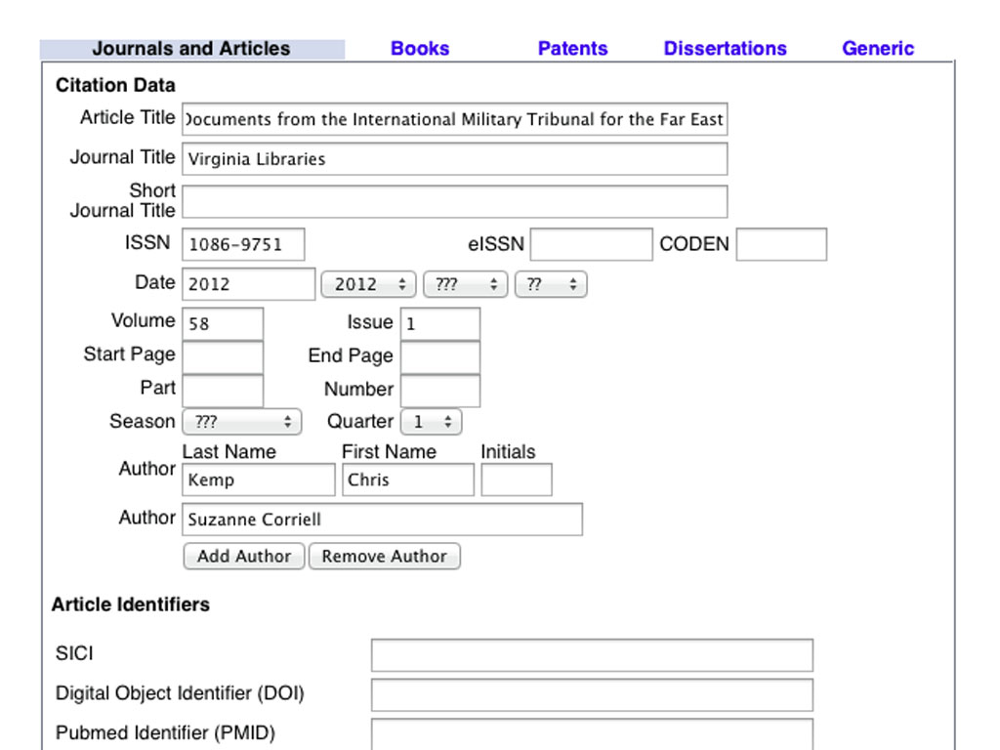 Journals and Articles Books Patents Dissertations Generic
Citation Data
Article Title Documents from the International Military Tribunal for the Far East
Journal Title Virginia Libraries
Short
Journal Title
ISSN 1086-9751 eISSN CODEN
Date 2012 2012 ??? ??
Volume 58 Issue 1
Start Page End Page
Part Number
Season ??? Quarter 1
Last Name First Name Initials
Author Kemp Chris
Author Suzanne Corriell
Add Author Remove Author
Article Identifiers
SICI
Digital Object Identifier (DOI)
Pubmed Identifier (PMID)